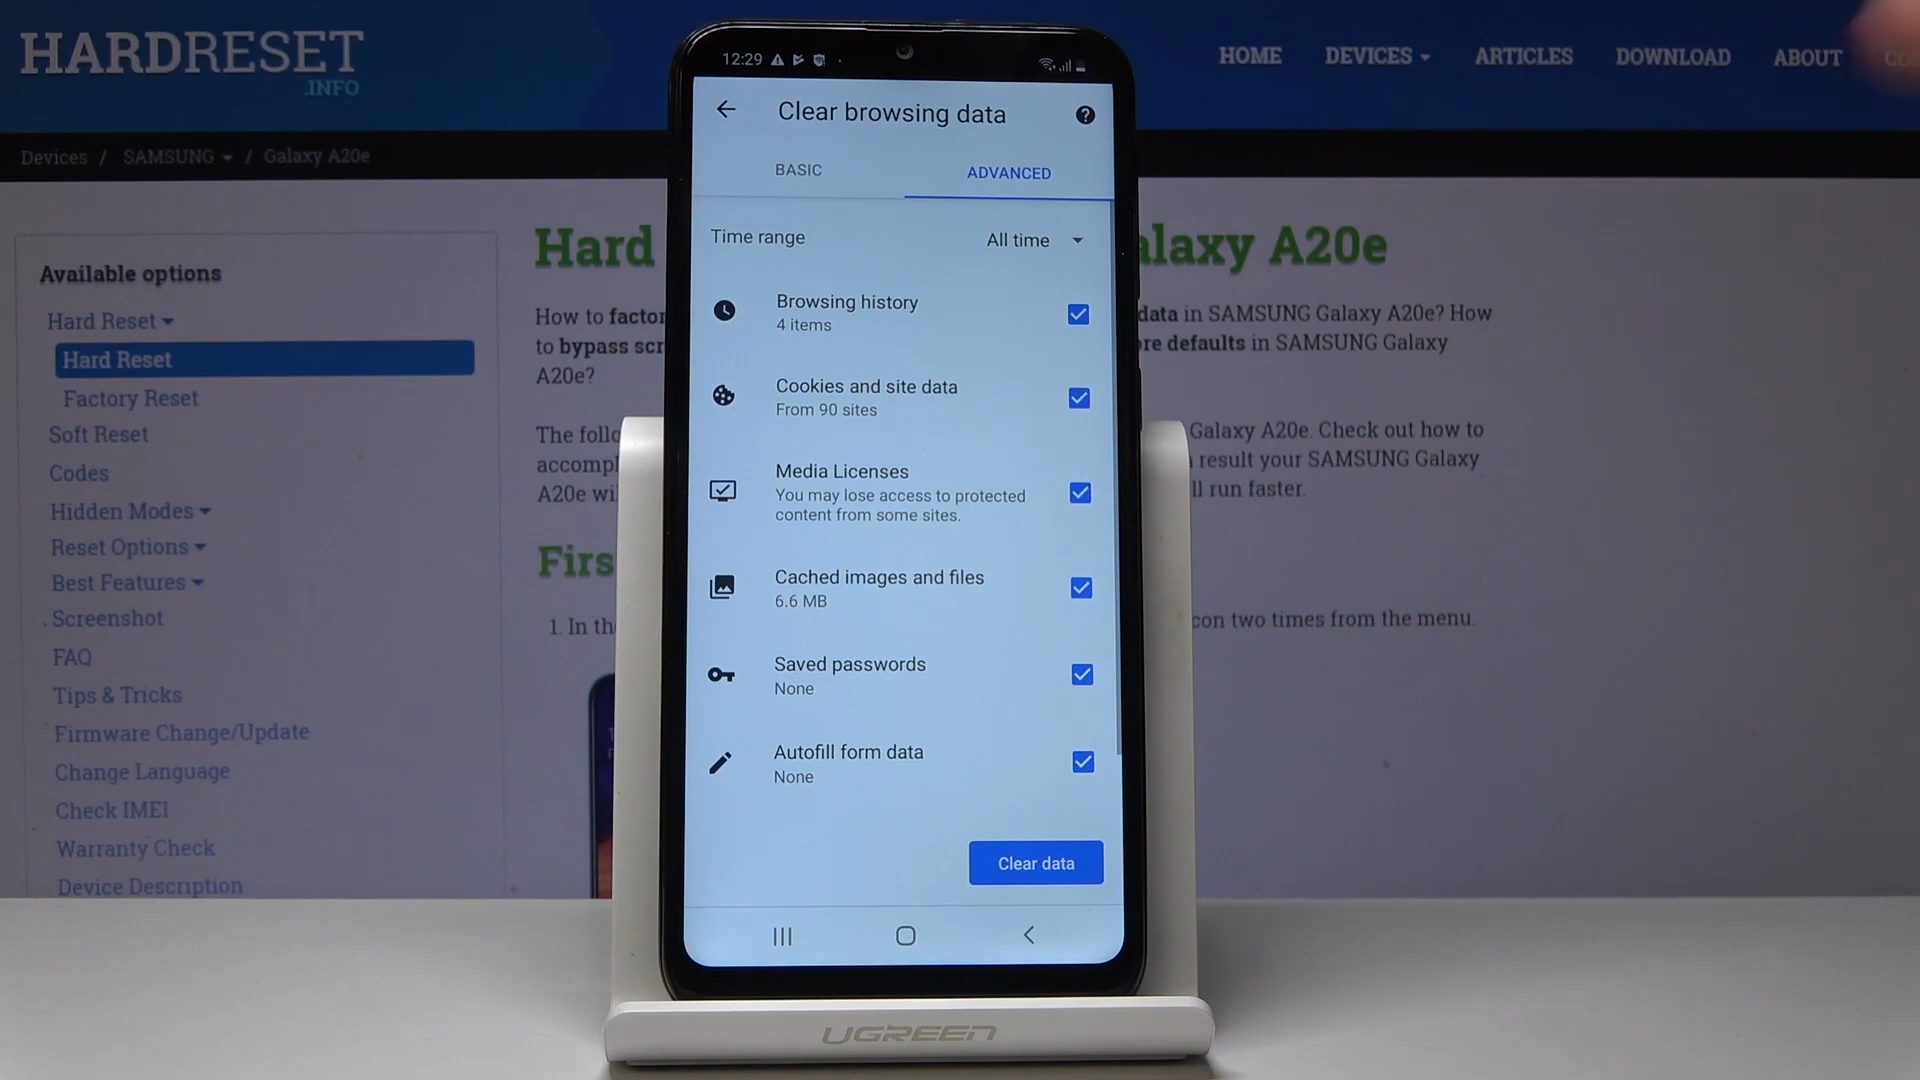 HARDRESET
.INFO
HOME
DEVICES
ARTICLES
DOWNLOAD
ABOUT
Devices / SAMSUNG / Galaxy A20e
Available options
Hard Reset
Hard Reset
Factory Reset
Soft Reset
Codes
Hidden Modes
Reset Options
Best Features
Screenshot
FAQ
Tips & Tricks
Firmware Change/Update
Change Language
Check IMEI
Warranty Check
Device Description
Hard
alaxy A20e
How to factor
data in SAMSUNG Galaxy A20e? How
to bypass scr
re defaults in SAMSUNG Galaxy
A20e?
The follo
Galaxy A20e. Check out how to
accompl
result your SAMSUNG Galaxy
A20e wi
ll run faster.
Firs
1. In th
con two times from the menu.
12:29
Clear browsing data
BASIC
ADVANCED
Time range
All time
Browsing history
4 items
Cookies and site data
From 90 sites
Media Licenses
You may lose access to protected
content from some sites.
Cached images and files
6.6 MB
Saved passwords
None
Autofill form data
None
Clear data
UGREEN